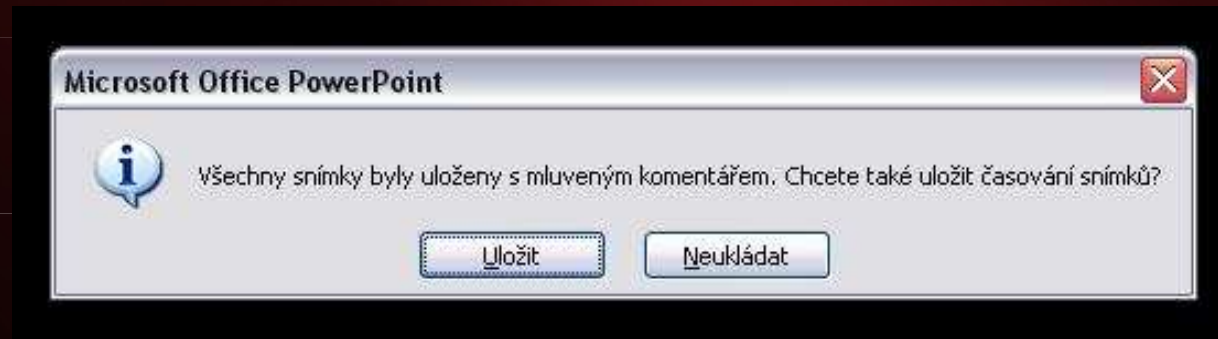 Microsoft Office PowerPoint
Všechny snímky byly uloženy s mluveným komentářem. Chcete také uložit časování snímků?
Uložit
Neukládat